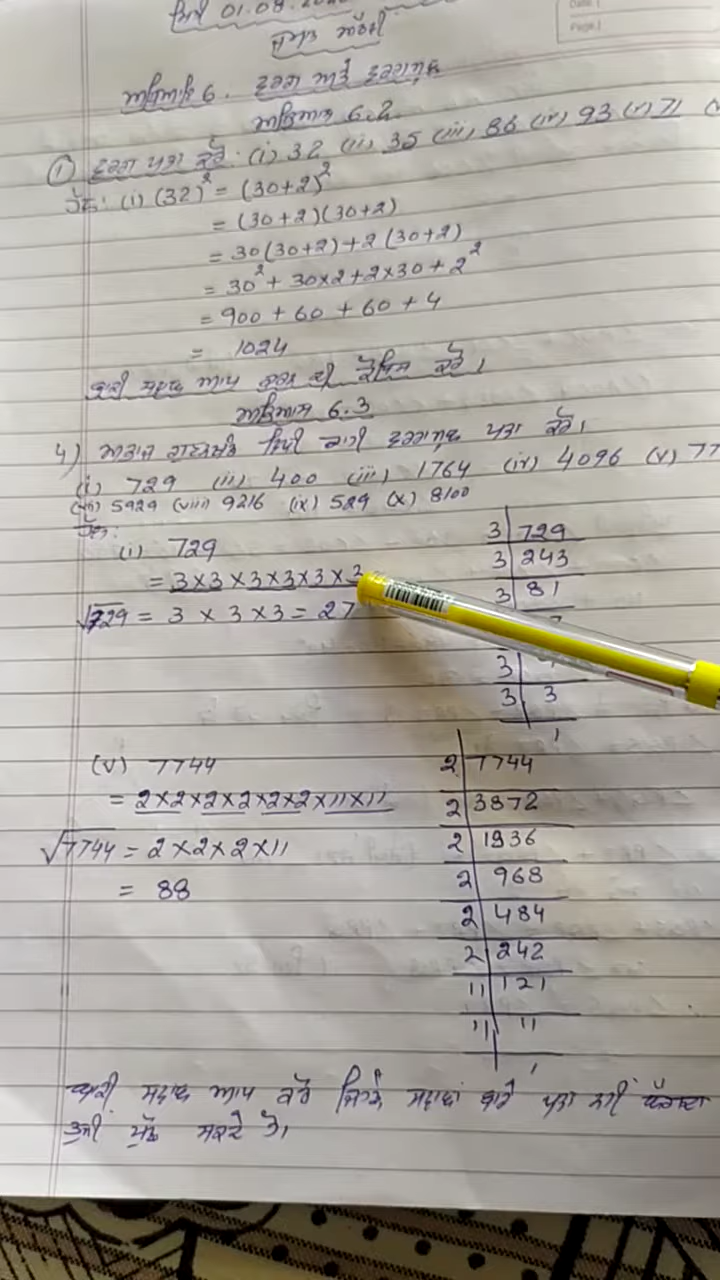 ਮਿਤੀ 01.08.20
ਜਮਾਤ ਅੱਠਵੀਂ
ਅਧਿਆਇ 6. ਵਰਗ ਅਤੇ ਵਰਗਮੂਲ
ਅਭਿਆਸ 6.2
① ਵਰਗ ਪਤਾ ਕਰੋ: (i) 32 (ii) 35 (iii) 86 (iv) 93 (v) 71 (v
ਹੱਲ: (i) (32)² = (30+2)²
= (30+2)(30+2)
= 30(30+2)+2(30+2)
= 30² + 30×2+2×30+2²
= 900 + 60 + 60 + 4
= 1024
ਬਾਕੀ ਸਵਾਲ ਆਪ ਕਰਨ ਦੀ ਕੋਸ਼ਿਸ਼ ਕਰੋ।
ਅਭਿਆਸ 6.3
4) ਅਭਾਜ ਗੁਣਨਖੰਡ ਵਿਧੀ ਰਾਹੀਂ ਵਰਗਮੂਲ ਪਤਾ ਕਰੋ।
(i) 729 (ii) 400 (iii) 1764 (iv) 4096 (v) 77
(vii) 5929 (viii) 9216 (ix) 529 (x) 8100
ਹੱਲ:
(i) 729
= 3×3×3×3×3×3
√729 = 3 × 3 × 3 = 27
3 729
3 243
3 81
3
3 3
1
(v) 7744
= 2×2×2×2×2×2×11×11
√7744 = 2×2×2×11
= 88
2 7744
2 3872
2 1936
2 968
2 484
2 242
11 121
11 11
1
ਬਾਕੀ ਸਵਾਲ ਆਪ ਕਰੋ ਜਿਹੜੇ ਸਵਾਲਾਂ ਬਾਰੇ ਪਤਾ ਨਹੀਂ ਲੱਗਦਾ
ਤੁਸੀਂ ਪੁੱਛ ਸਕਦੇ ਹੋ।